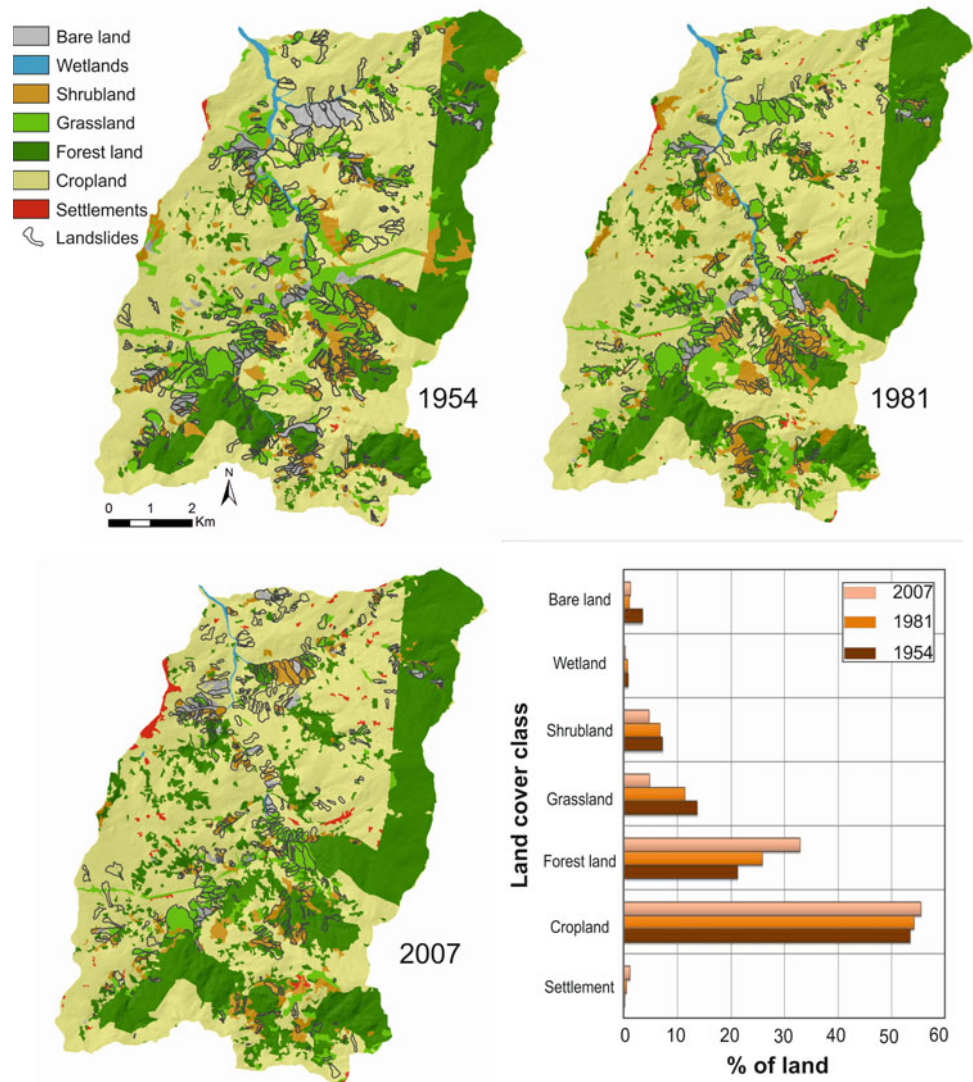 Bare land
Wetlands
Shrubland
Grassland
Forest land
Cropland
Settlements
Landslides
1954
N
0 1 2
Km
1981
2007
Land cover class
Bare land
Wetland
Shrubland
Grassland
Forest land
Cropland
Settlement
2007
1981
1954
0 10 20 30 40 50 60
% of land